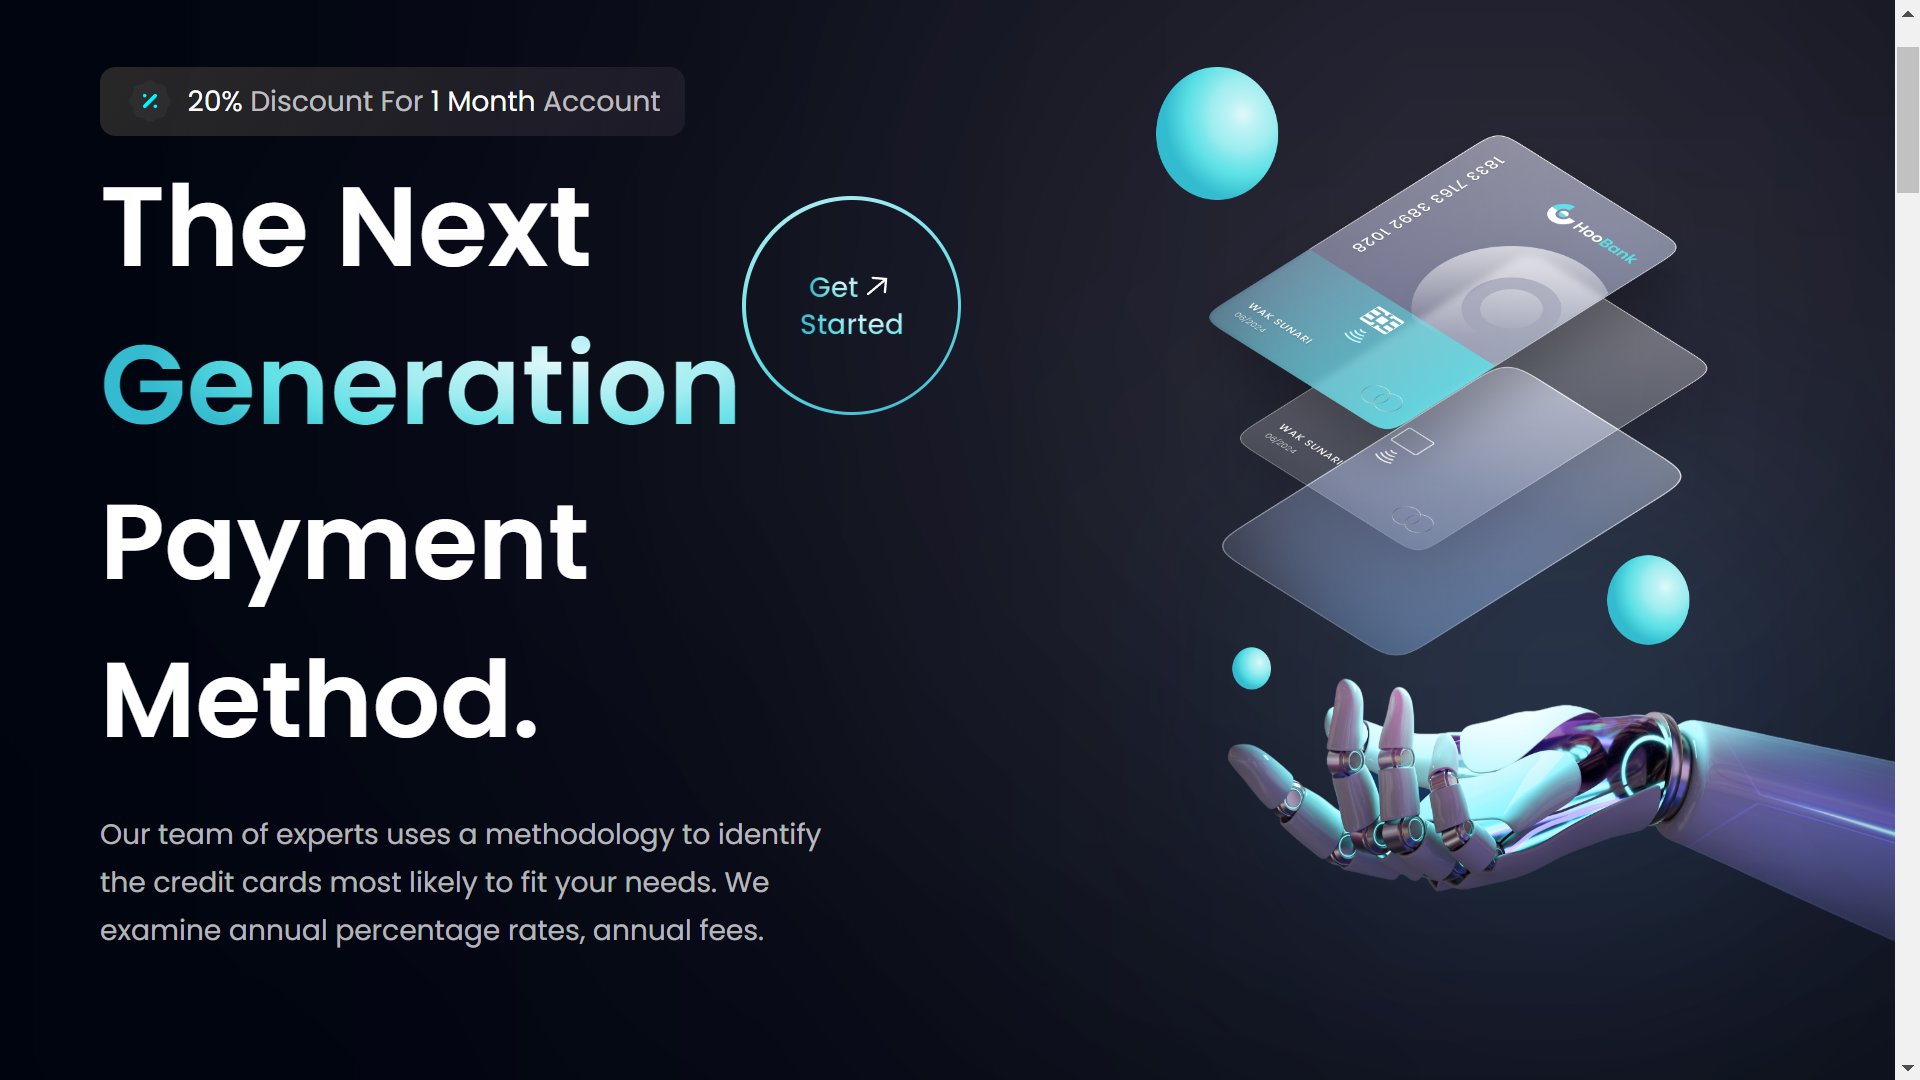 20% Discount For 1 Month Account
The Next
Generation
Payment
Method.
Get
Started
Our team of experts uses a methodology to identify
the credit cards most likely to fit your needs. We
examine annual percentage rates, annual fees.
1833 7163 3892 1028
HooBank
WAK SUNARI
08/2024
WAK SUNARI
08/2024